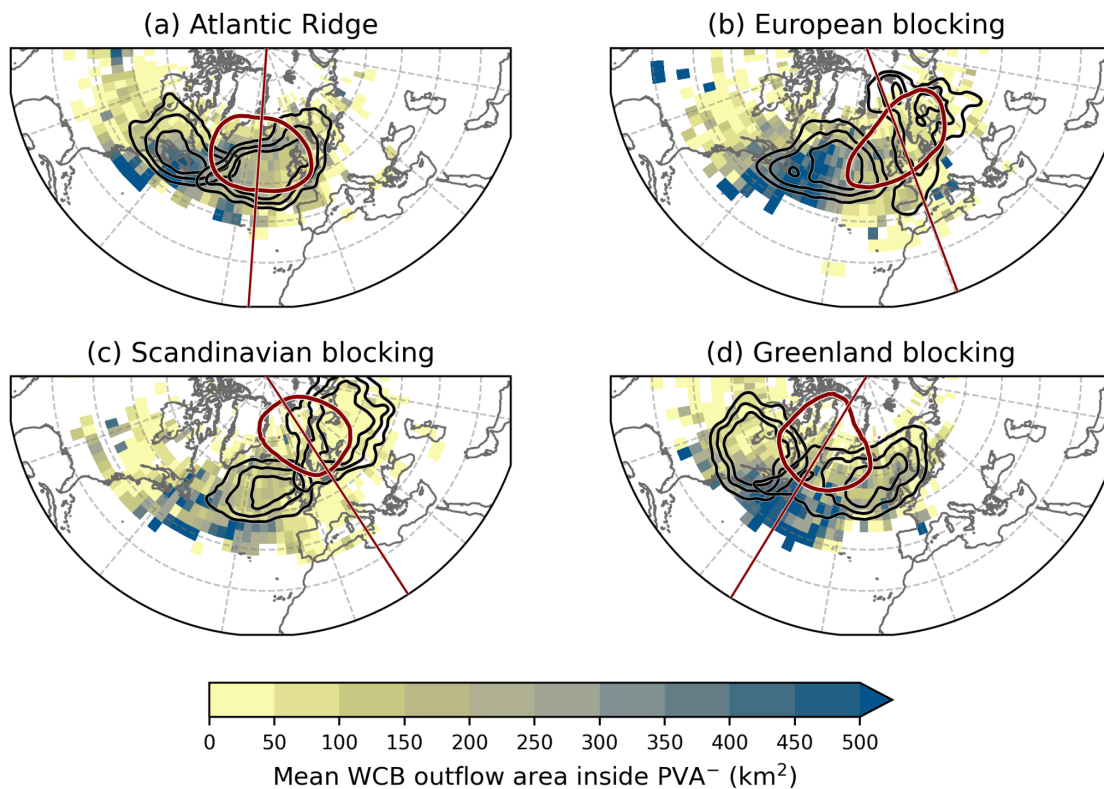 (a) Atlantic Ridge
(b) European blocking
(c) Scandinavian blocking
(d) Greenland blocking
0 50 100 150 200 250 300 350 400 450 500
Mean WCB outflow area inside PVA⁻ (km²)